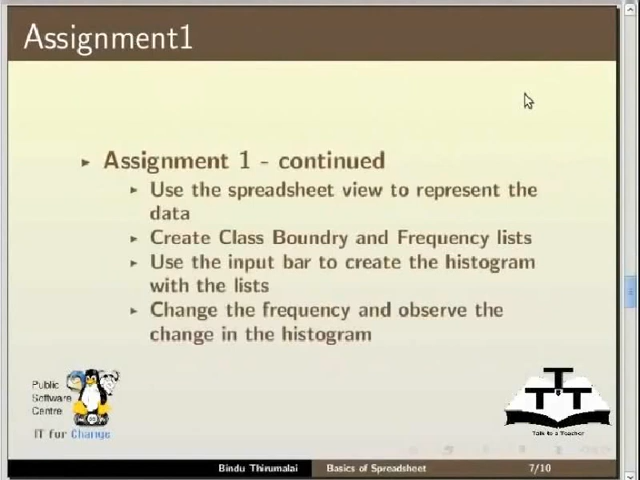 Assignment1
Assignment 1 - continued
Use the spreadsheet view to represent the
data
Create Class Boundry and Frequency lists
Use the input bar to create the histogram
with the lists
Change the frequency and observe the
change in the histogram
Public
Software
Centre
IT for Change
T
T T
Talk to a Teacher
Bindu Thirumalai Basics of Spreadsheet 7/10